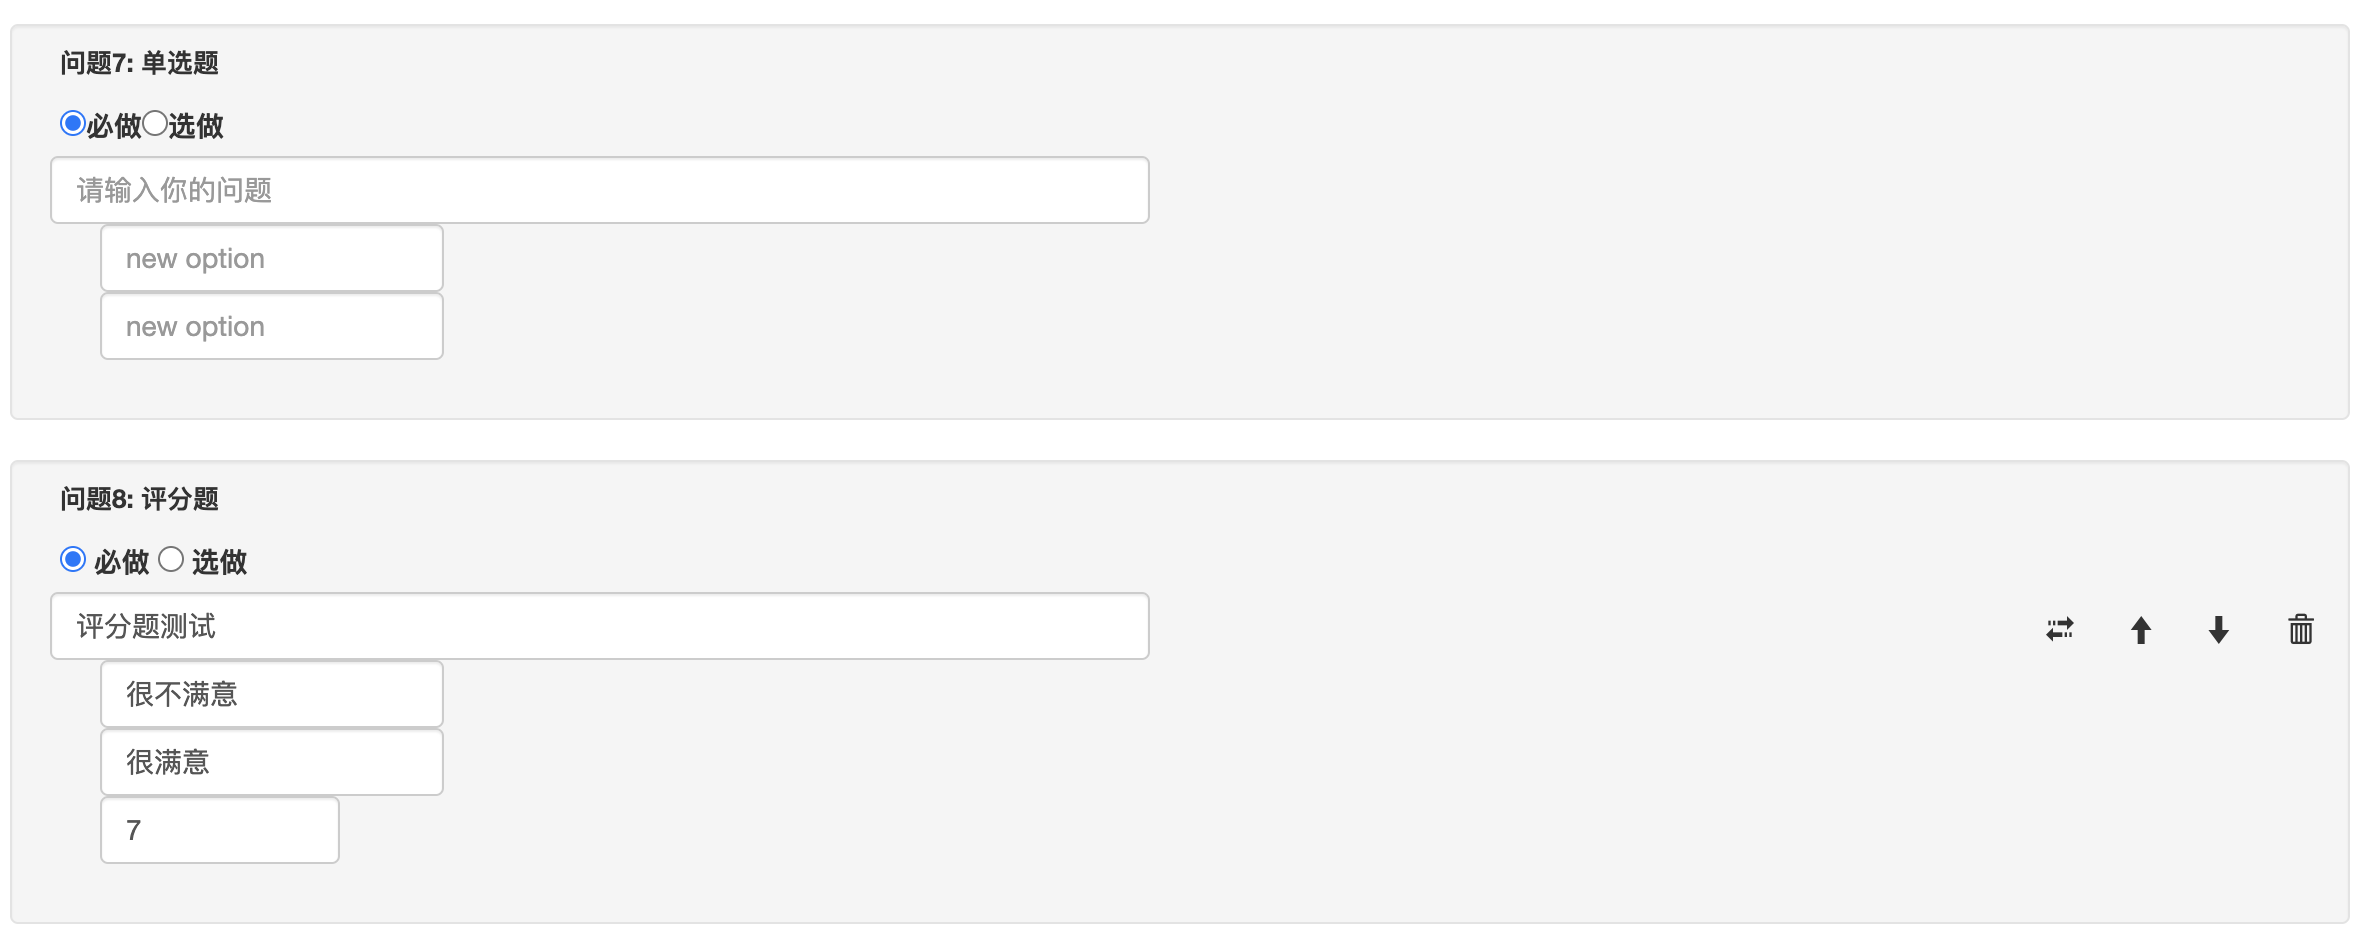 问题7: 单选题
必做选做
请输入你的问题
new option
new option
问题8: 评分题
必做 选做
评分题测试
很不满意
很满意
7